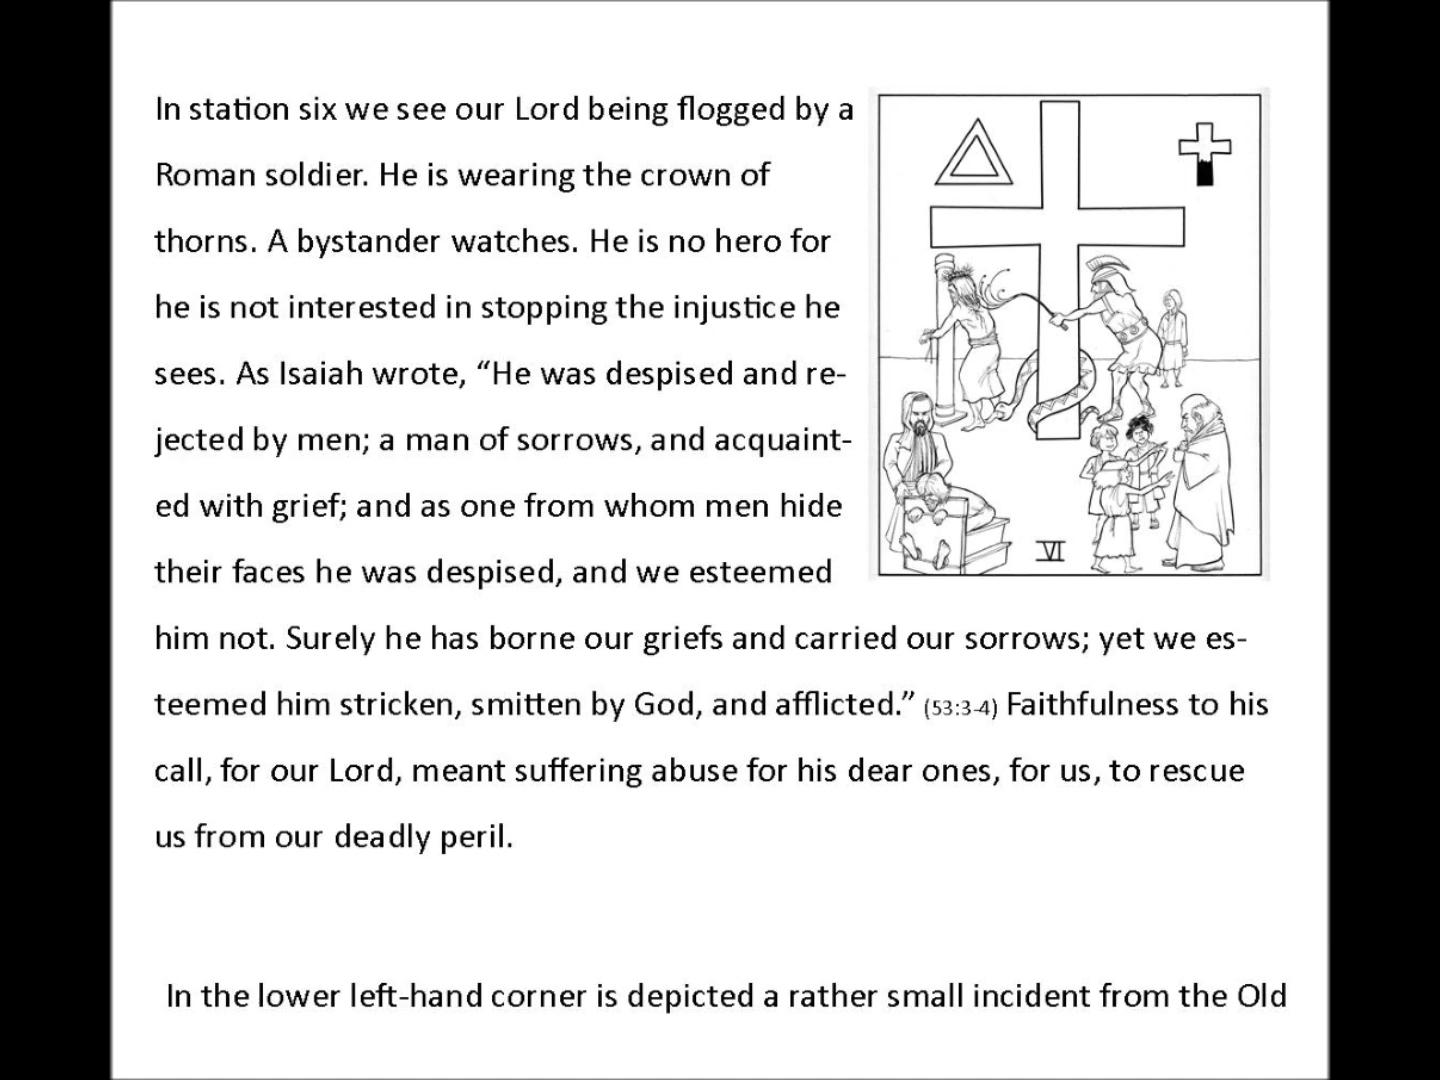 In station six we see our Lord being flogged by a
Roman soldier. He is wearing the crown of
thorns. A bystander watches. He is no hero for
he is not interested in stopping the injustice he
sees. As Isaiah wrote, “He was despised and re-
jected by men; a man of sorrows, and acquaint-
ed with grief; and as one from whom men hide
their faces he was despised, and we esteemed
him not. Surely he has borne our griefs and carried our sorrows; yet we es-
teemed him stricken, smitten by God, and afflicted.” (53:3-4) Faithfulness to his
call, for our Lord, meant suffering abuse for his dear ones, for us, to rescue
us from our deadly peril.
VI
In the lower left-hand corner is depicted a rather small incident from the Old